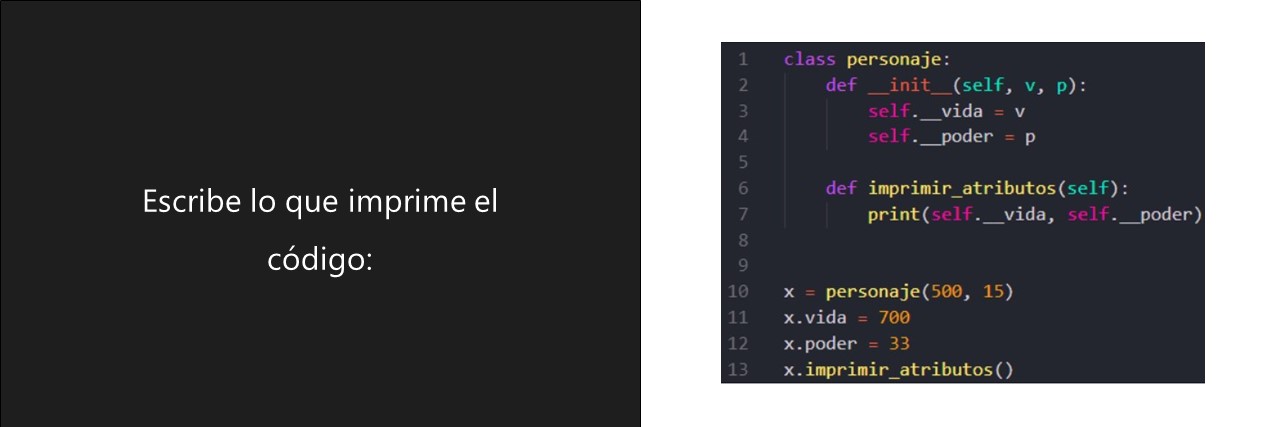 Escribe lo que imprime el
código:
1 class personaje:
2     def __init__(self, v, p):
3         self.__vida = v
4         self.__poder = p
5
6     def imprimir_atributos(self):
7         print(self.__vida, self.__poder)
8
9
10 x = personaje(500, 15)
11 x.vida = 700
12 x.poder = 33
13 x.imprimir_atributos()